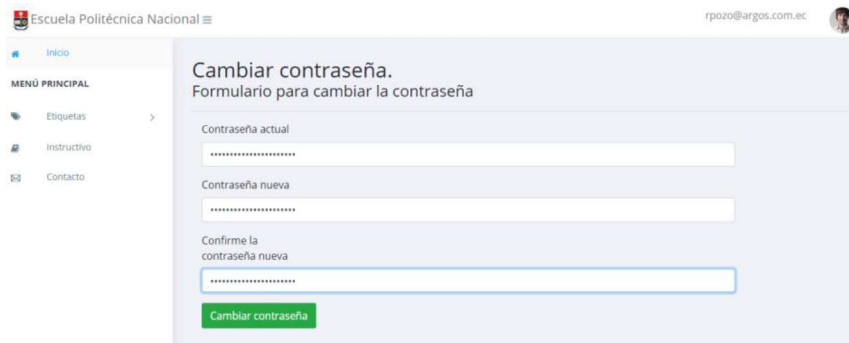 Escuela Politécnica Nacional
rpozo@argos.com.ec
Inicio
MENÚ PRINCIPAL
Etiquetas
Instructivo
Contacto
Cambiar contraseña.
Formulario para cambiar la contraseña
Contraseña actual
••••••••••••••••••••••
Contraseña nueva
••••••••••••••••••••••
Confirme la
contraseña nueva
••••••••••••••••••••••
Cambiar contraseña